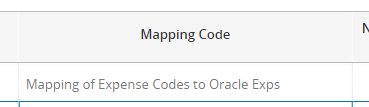 Mapping Code
N
Mapping of Expense Codes to Oracle Exps